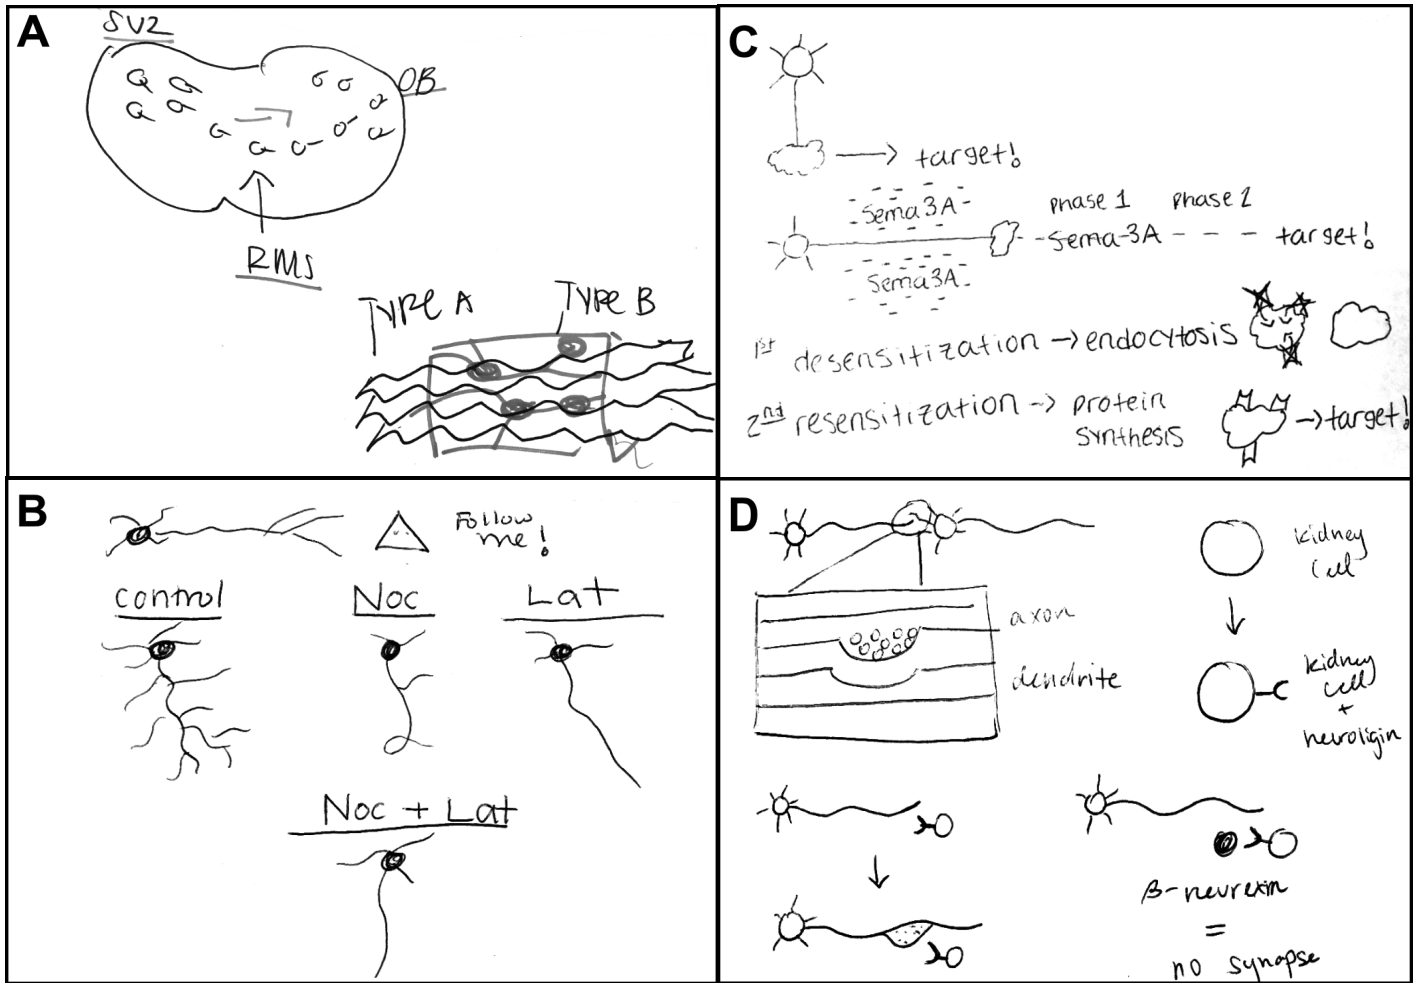 A
SVZ
OB
RMS
TYPE A
TYPE B
B
Follow
me!
control
Noc
Lat
Noc + Lat
C
target!
Sema3A
phase 1
phase 2
Sema3A
target!
Sema3A
1st desensitization → endocytosis
2nd resensitization → protein
synthesis
→ target!
D
axon
dendrite
kidney
cell
kidney
cell
+
neuroligin
β-neurexin
=
no synapse